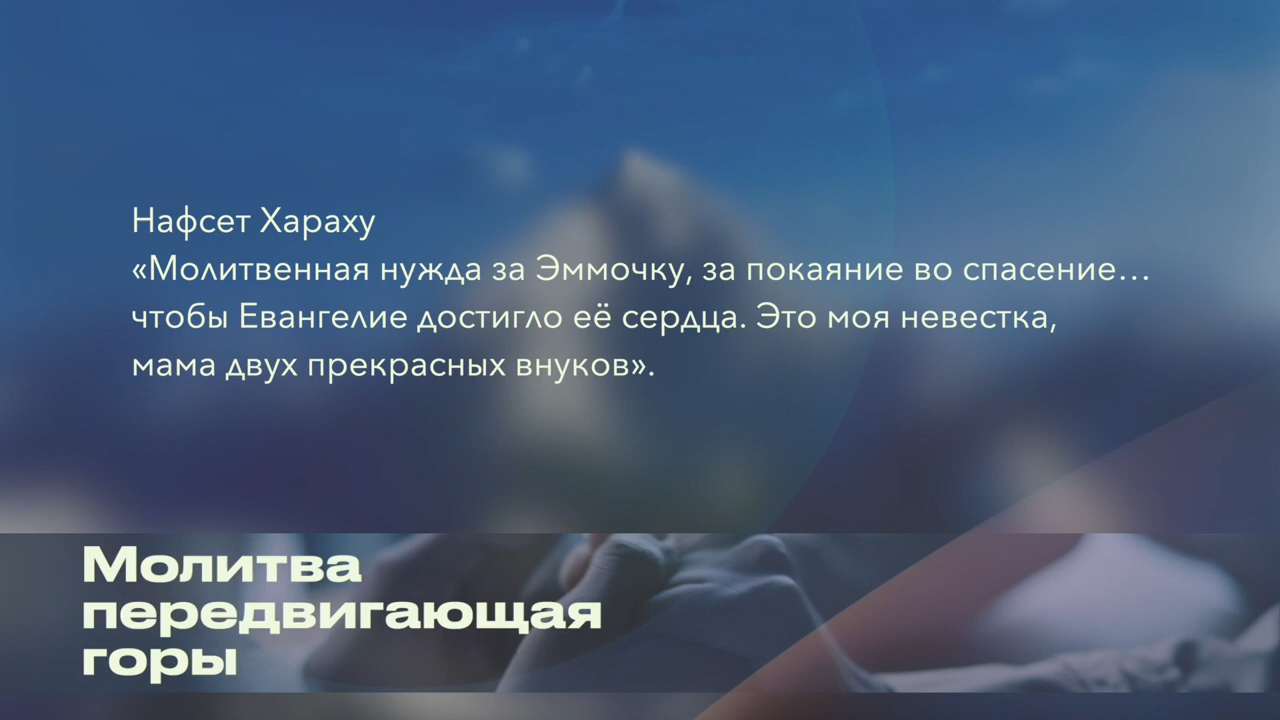 Нафсет Хараху
«Молитвенная нужда за Эммочку, за покаяние во спасение…
чтобы Евангелие достигло её сердца. Это моя невестка,
мама двух прекрасных внуков».
Молитва
передвигающая
горы